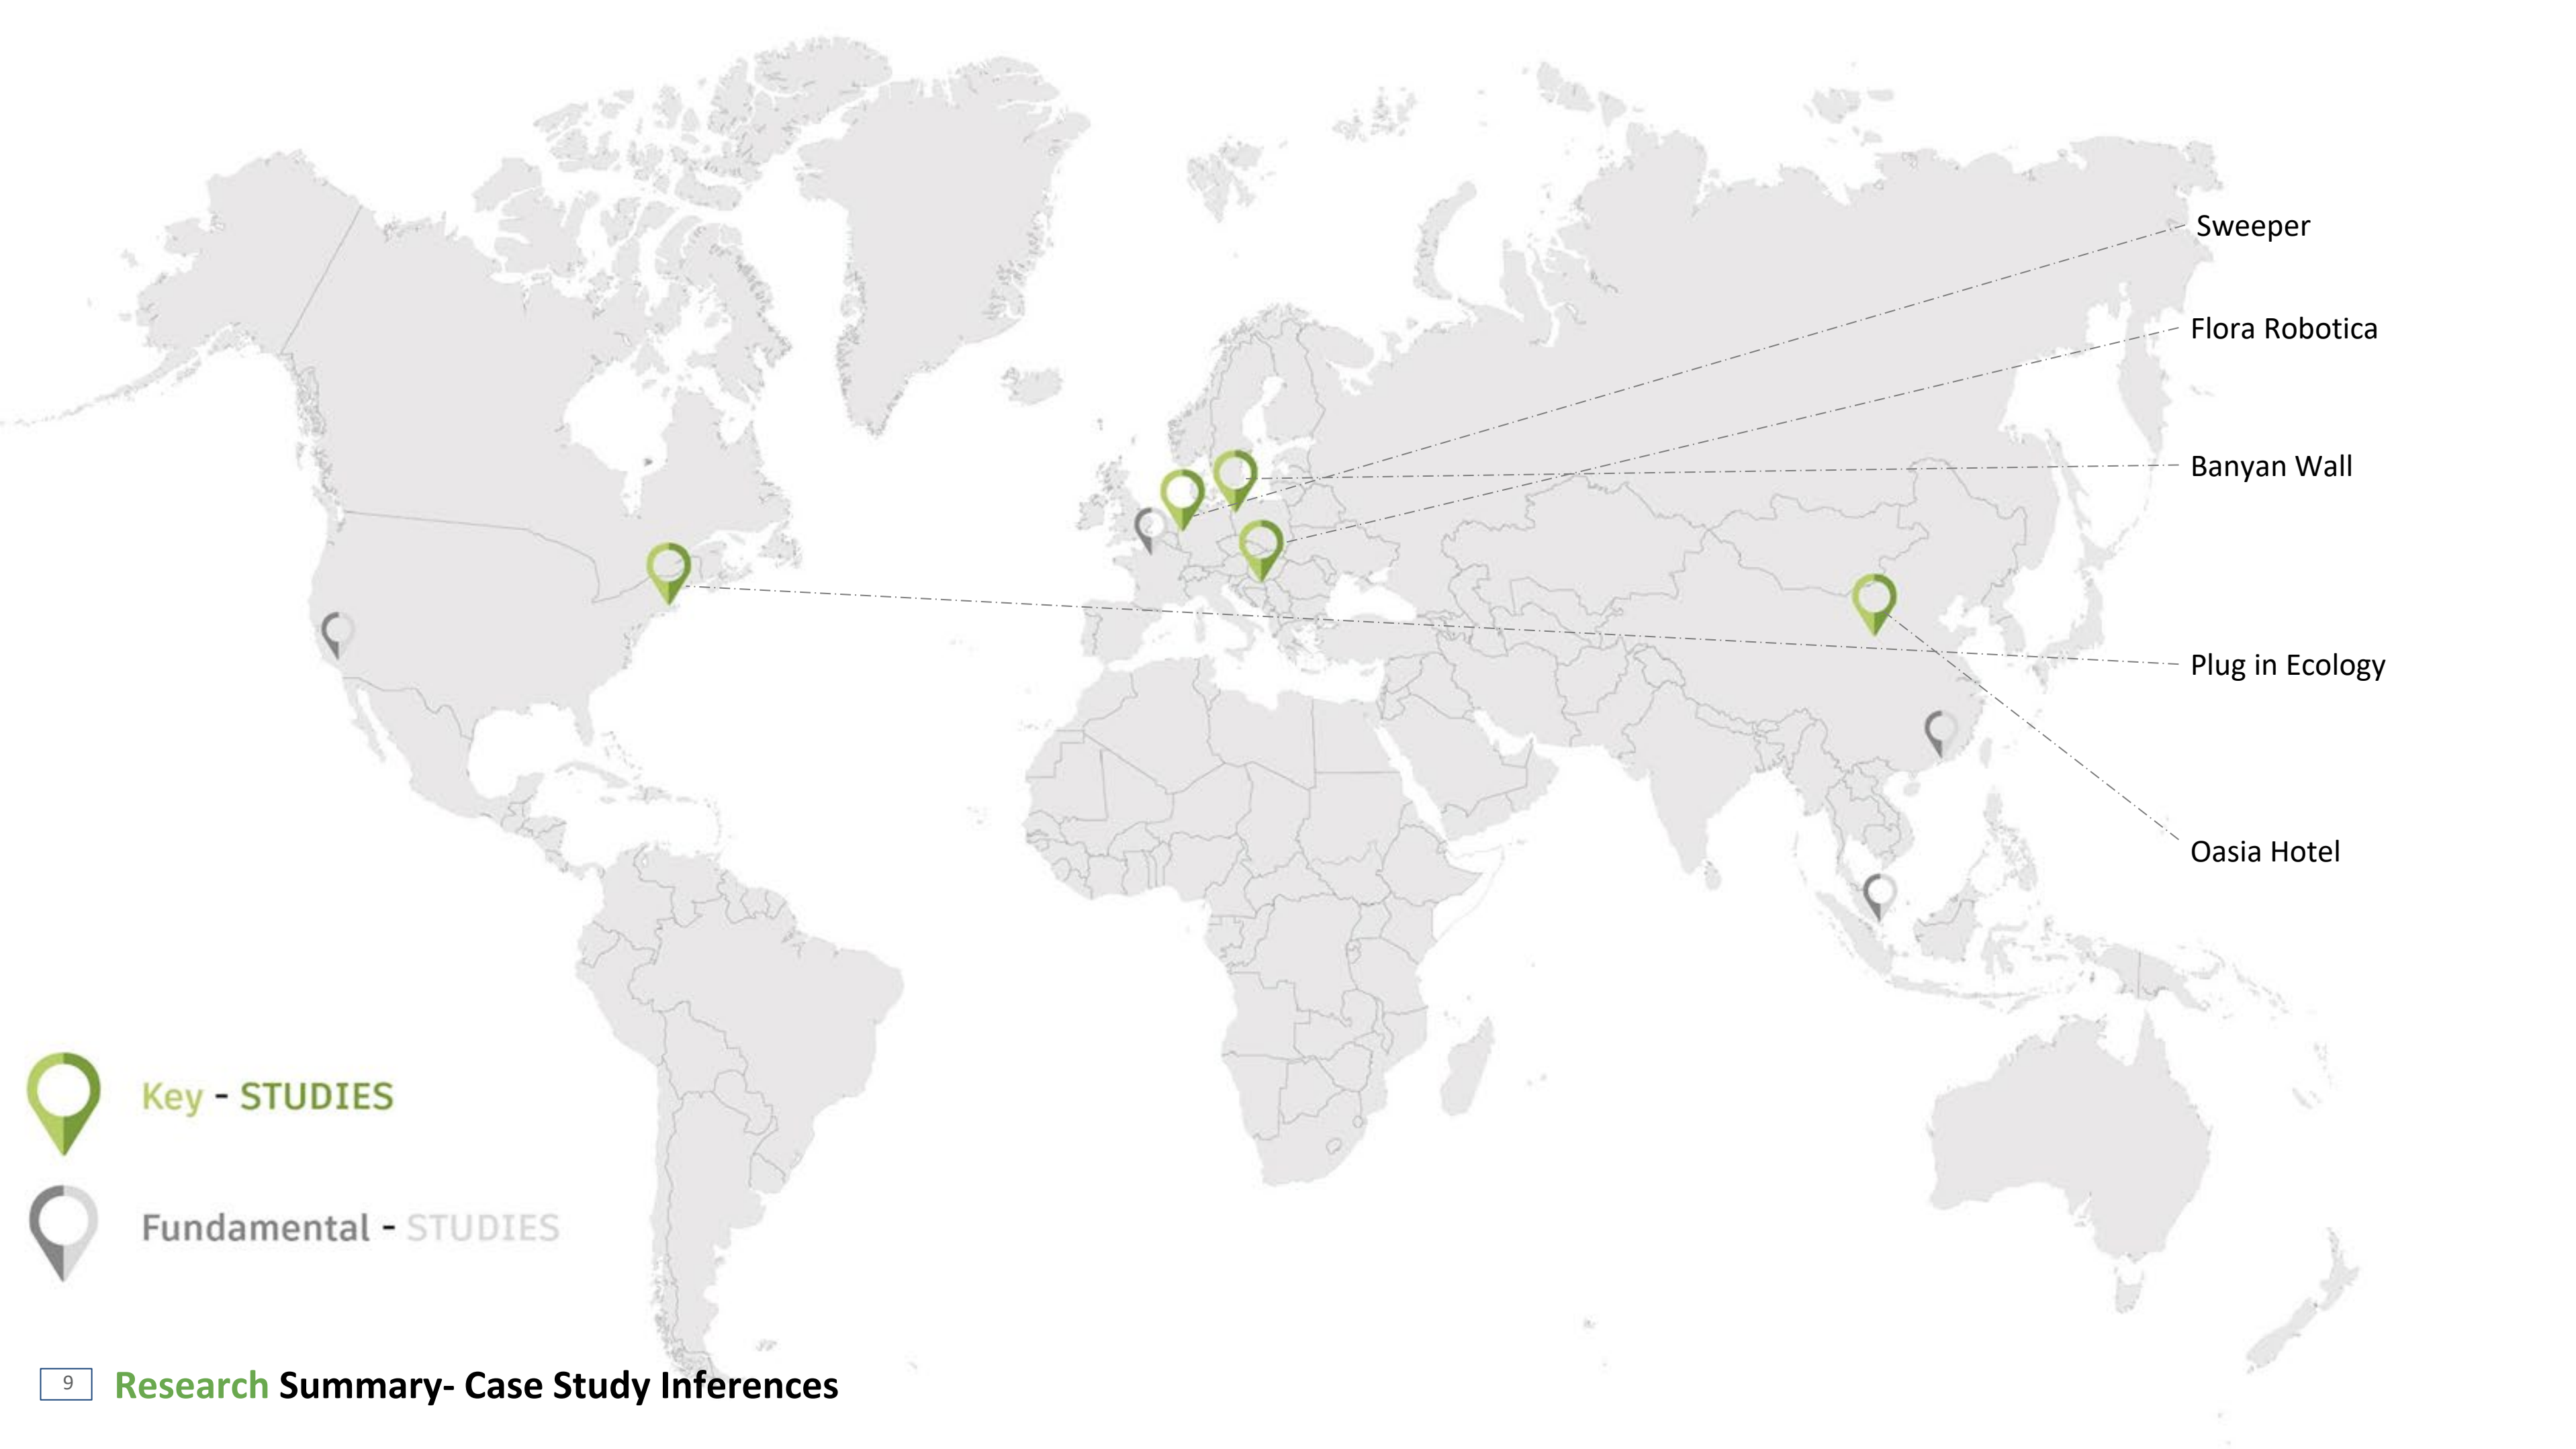 Sweeper
Flora Robotica
Banyan Wall
Plug in Ecology
Oasia Hotel
Key - STUDIES
Fundamental - STUDIES
9 Research Summary- Case Study Inferences